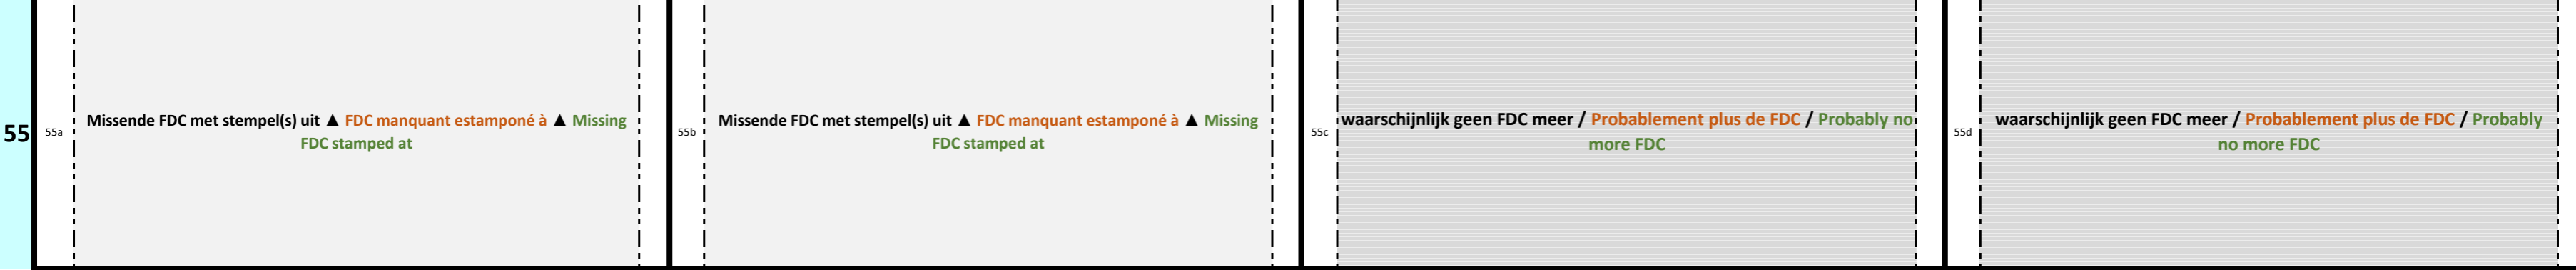 55
55a
Missende FDC met stempel(s) uit ▲ FDC manquant estamponé à ▲ Missing
FDC stamped at
55b
Missende FDC met stempel(s) uit ▲ FDC manquant estamponé à ▲ Missing
FDC stamped at
55c
waarschijnlijk geen FDC meer / Probablement plus de FDC / Probably no
more FDC
55d
waarschijnlijk geen FDC meer / Probablement plus de FDC / Probably
no more FDC